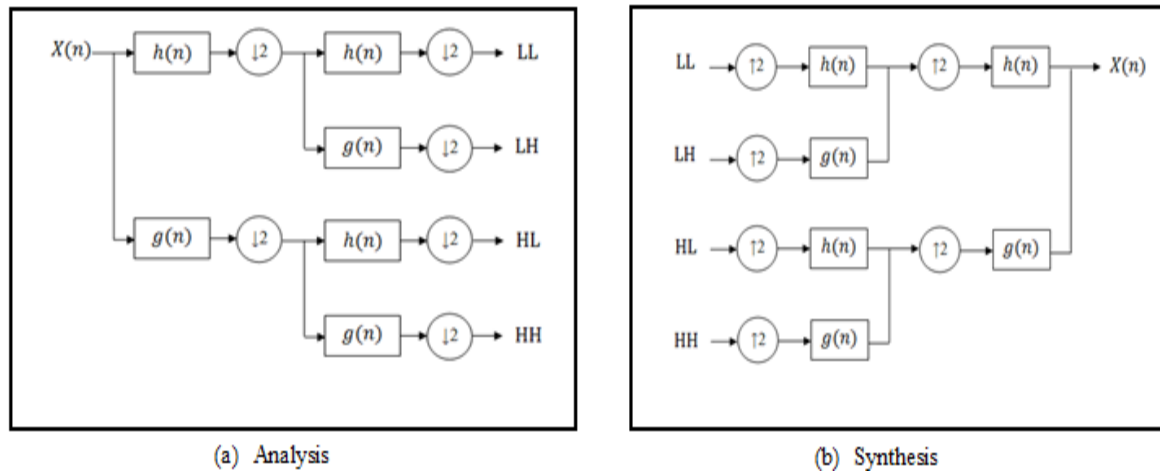 X(n) h(n) ↓2 h(n) ↓2 LL
g(n) ↓2 LH
g(n) ↓2 h(n) ↓2 HL
g(n) ↓2 HH
(a) Analysis
LL ↑2 h(n) ↑2 h(n) X(n)
LH ↑2 g(n)
HL ↑2 h(n) ↑2 g(n)
HH ↑2 g(n)
(b) Synthesis